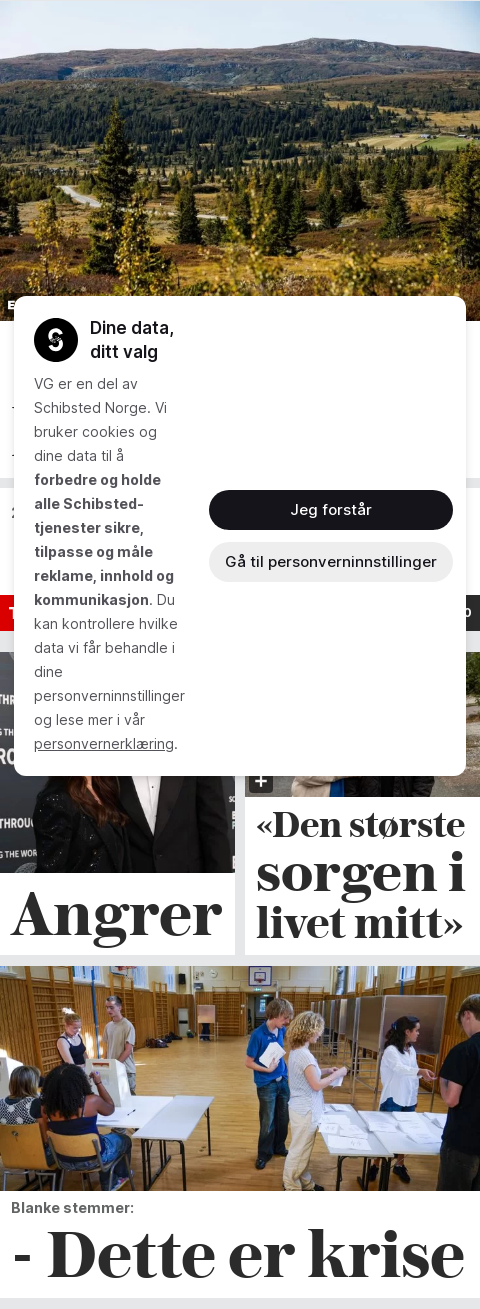 Dine data,
ditt valg
VG er en del av
Schibsted Norge. Vi
bruker cookies og
dine data til å
forbedre og holde
alle Schibsted-
tjenester sikre,
tilpasse og måle
reklame, innhold og
kommunikasjon. Du
kan kontrollere hvilke
data vi får behandle i
dine
personverninnstillinger
og lese mer i vår
personvernerklæring.
Jeg forstår
Gå til personverninnstillinger
Angrer
«Den største
sorgen i
livet mitt»
Blanke stemmer:
- Dette er krise